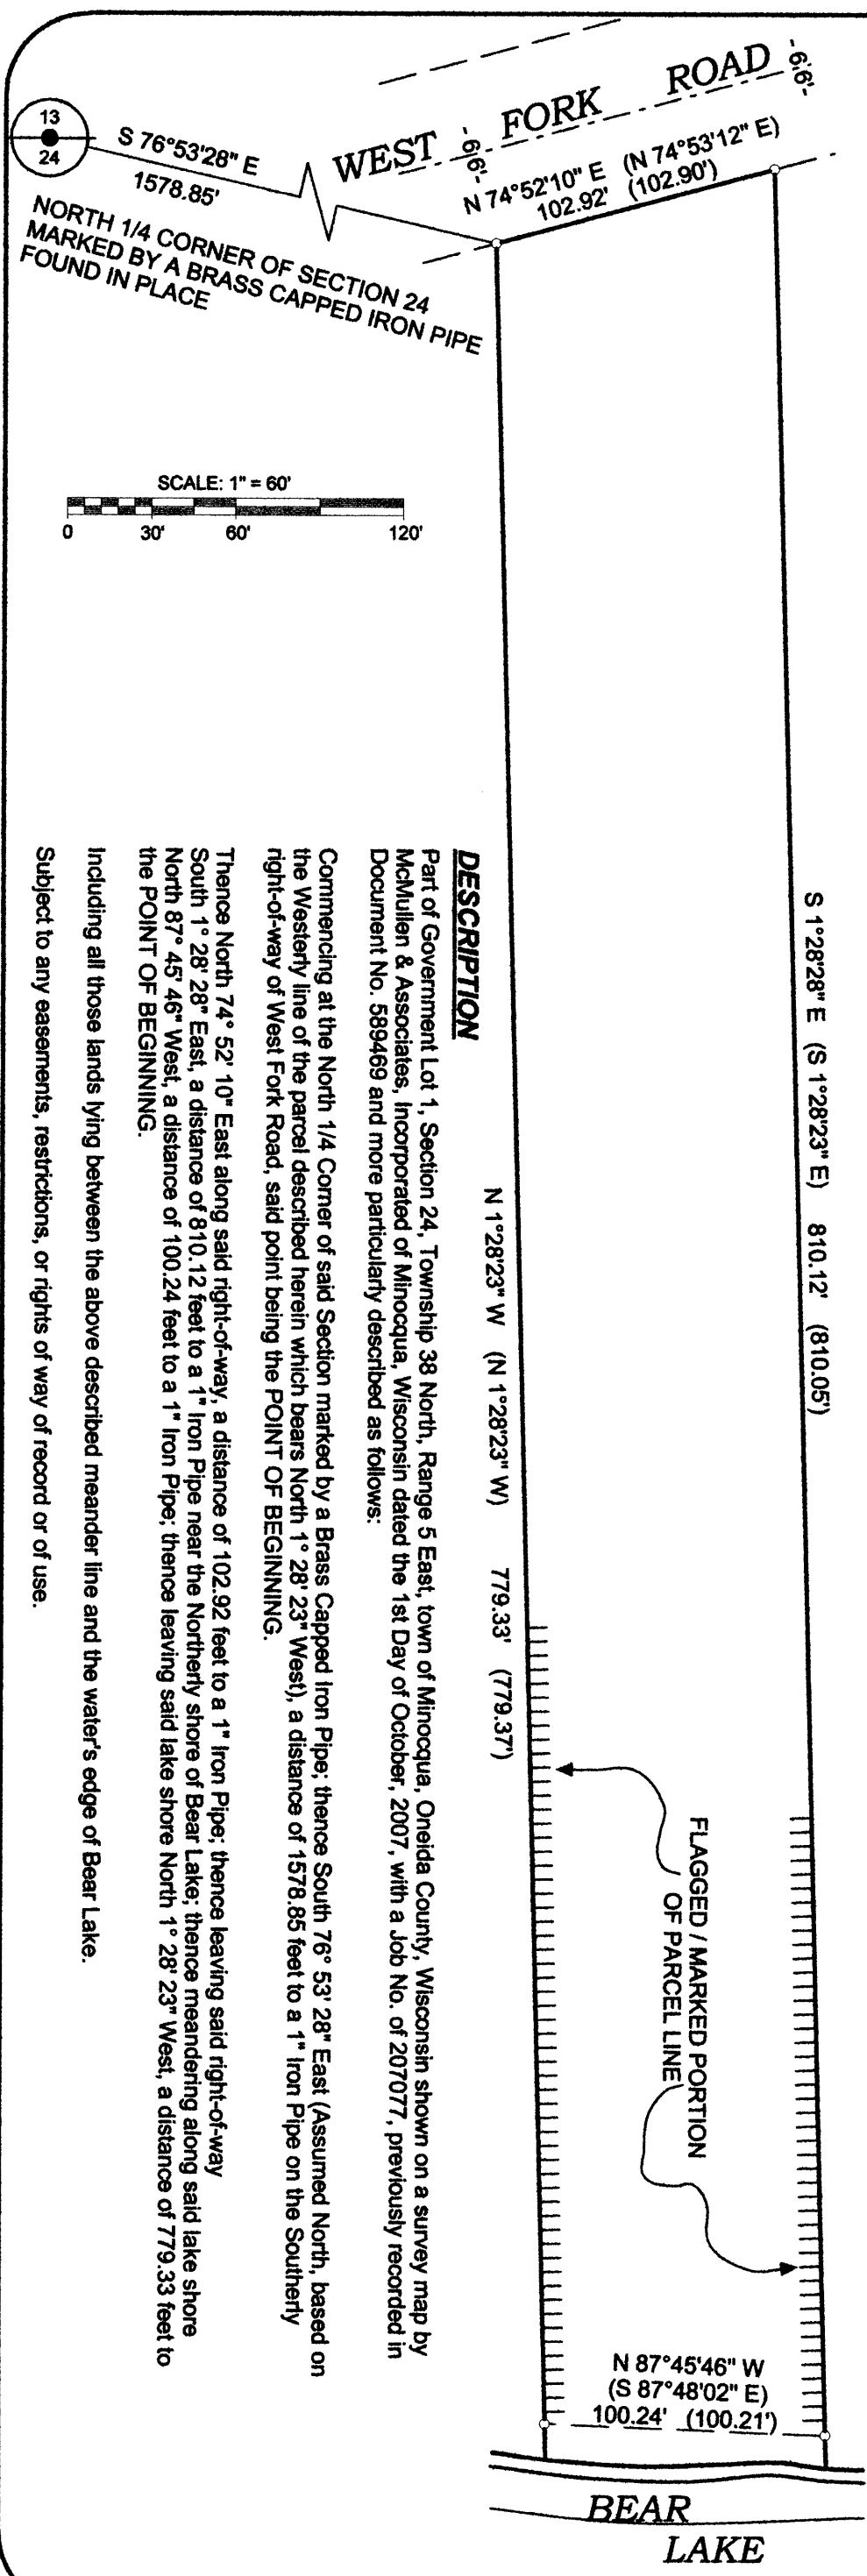 WEST FORK ROAD
66'
66'
13
24
S 76°53'28" E
1578.85'
NORTH 1/4 CORNER OF SECTION 24
MARKED BY A BRASS CAPPED IRON PIPE
FOUND IN PLACE
N 74°52'10" E (N 74°53'12" E)
102.92' (102.90')
SCALE: 1" = 60'
0 30' 60' 120'
S 1°28'28" E (S 1°28'23" E) 810.12' (810.05')
N 1°28'23" W (N 1°28'23" W) 779.33' (779.37')
DESCRIPTION
Part of Government Lot 1, Section 24, Township 38 North, Range 5 East, town of Minocqua, Oneida County, Wisconsin shown on a survey map by
McMullen & Associates, Incorporated of Minocqua, Wisconsin dated the 1st Day of October, 2007, with a Job No. of 207077, previously recorded in
Document No. 589469 and more particularly described as follows:
Commencing at the North 1/4 Corner of said Section marked by a Brass Capped Iron Pipe; thence South 76° 53' 28" East (Assumed North, based on
the Westerly line of the parcel described herein which bears North 1° 28' 23" West), a distance of 1578.85 feet to a 1" Iron Pipe on the Southerly
right-of-way of West Fork Road, said point being the POINT OF BEGINNING.
Thence North 74° 52' 10" East along said right-of-way, a distance of 102.92 feet to a 1" Iron Pipe; thence leaving said right-of-way
South 1° 28' 28" East, a distance of 810.12 feet to a 1" Iron Pipe near the Northerly shore of Bear Lake; thence meandering along said lake shore
North 87° 45' 46" West, a distance of 100.24 feet to a 1" Iron Pipe; thence leaving said lake shore North 1° 28' 23" West, a distance of 779.33 feet to
the POINT OF BEGINNING.
Including all those lands lying between the above described meander line and the water's edge of Bear Lake.
Subject to any easements, restrictions, or rights of way of record or of use.
FLAGGED / MARKED PORTION
OF PARCEL LINE
N 87°45'46" W
(S 87°48'02" E)
100.24' (100.21')
BEAR
LAKE